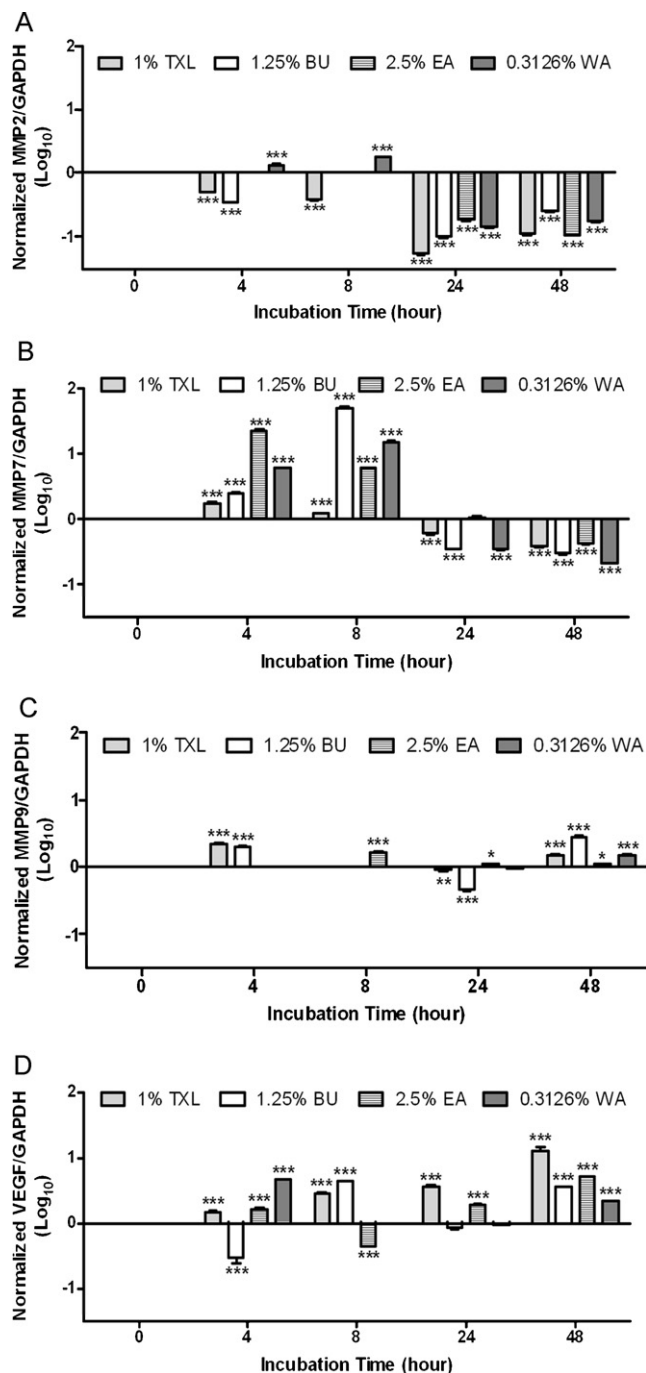 A
1% TXL 1.25% BU 2.5% EA 0.3126% WA
Normalized MMP2/GAPDH
(Log10)
2
1
0
-1
*** *** *** *** *** *** *** *** *** *** *** *** ***
0 4 8 24 48
Incubation Time (hour)
B
1% TXL 1.25% BU 2.5% EA 0.3126% WA
Normalized MMP7/GAPDH
(Log10)
2
1
0
-1
*** *** *** *** *** *** *** *** *** *** *** *** *** *** ***
0 4 8 24 48
Incubation Time (hour)
C
1% TXL 1.25% BU 2.5% EA 0.3126% WA
Normalized MMP9/GAPDH
(Log10)
2
1
0
-1
*** *** *** ** *** * *** *** * ***
0 4 8 24 48
Incubation Time (hour)
D
1% TXL 1.25% BU 2.5% EA 0.3126% WA
Normalized VEGF/GAPDH
(Log10)
2
1
0
-1
*** *** *** *** *** *** *** *** *** *** *** *** ***
0 4 8 24 48
Incubation Time (hour)